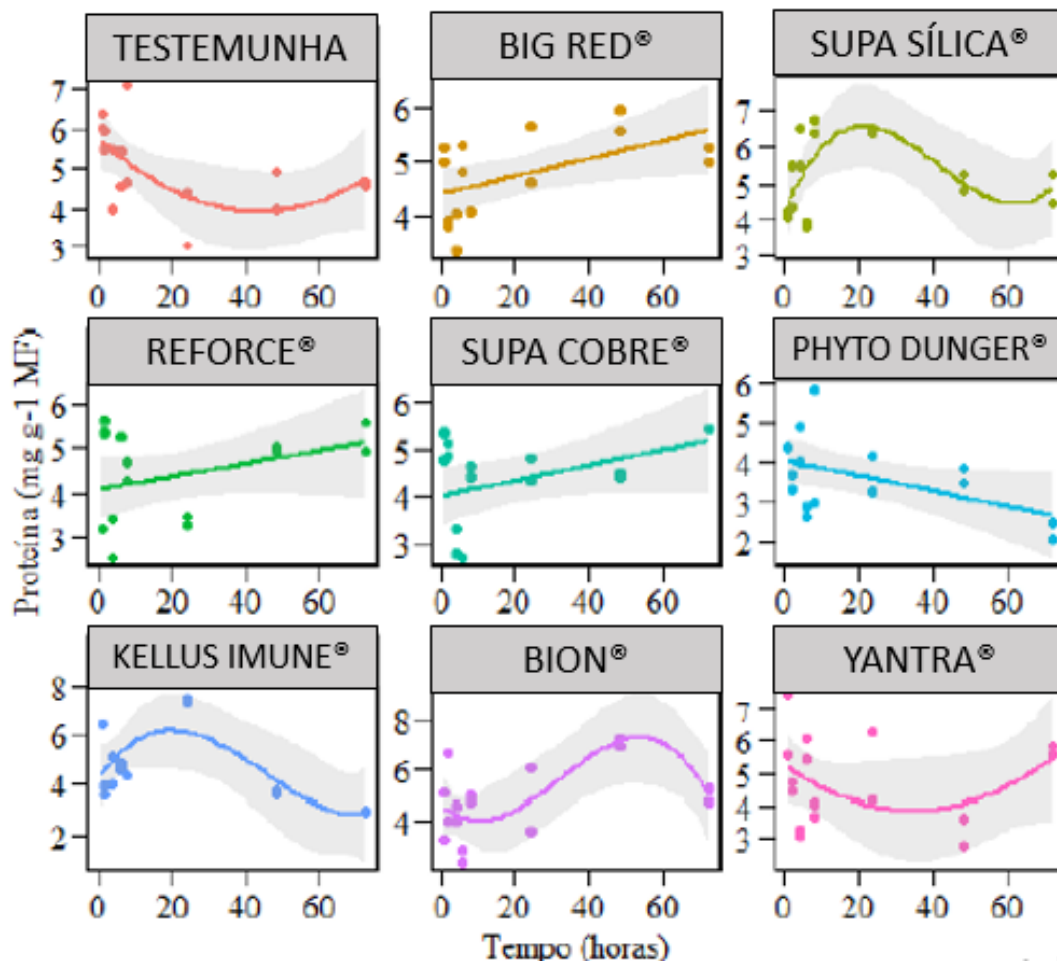 TESTEMUNHA
BIG RED®
SUPA SÍLICA®
7
6
5
4
3
6
5
4
7
6
5
4
3
0 20 40 60
0 20 40 60
0 20 40 60
REFORCE®
SUPA COBRE®
PHYTO DUNGER®
Proteína (mg g-1 MF)
6
5
4
3
6
5
4
3
6
5
4
3
2
0 20 40 60
0 20 40 60
0 20 40 60
KELLUS IMUNE®
BION®
YANTRA®
8
6
4
2
8
6
4
7
6
5
4
3
0 20 40 60
0 20 40 60
0 20 40 60
Tempo (horas)